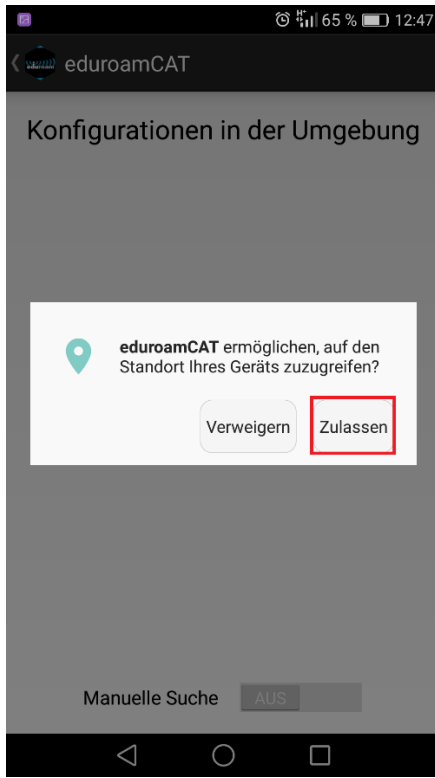 65 % 12:47
eduroamCAT
Konfigurationen in der Umgebung
eduroamCAT ermöglichen, auf den
Standort Ihres Geräts zuzugreifen?
Verweigern Zulassen
Manuelle Suche AUS